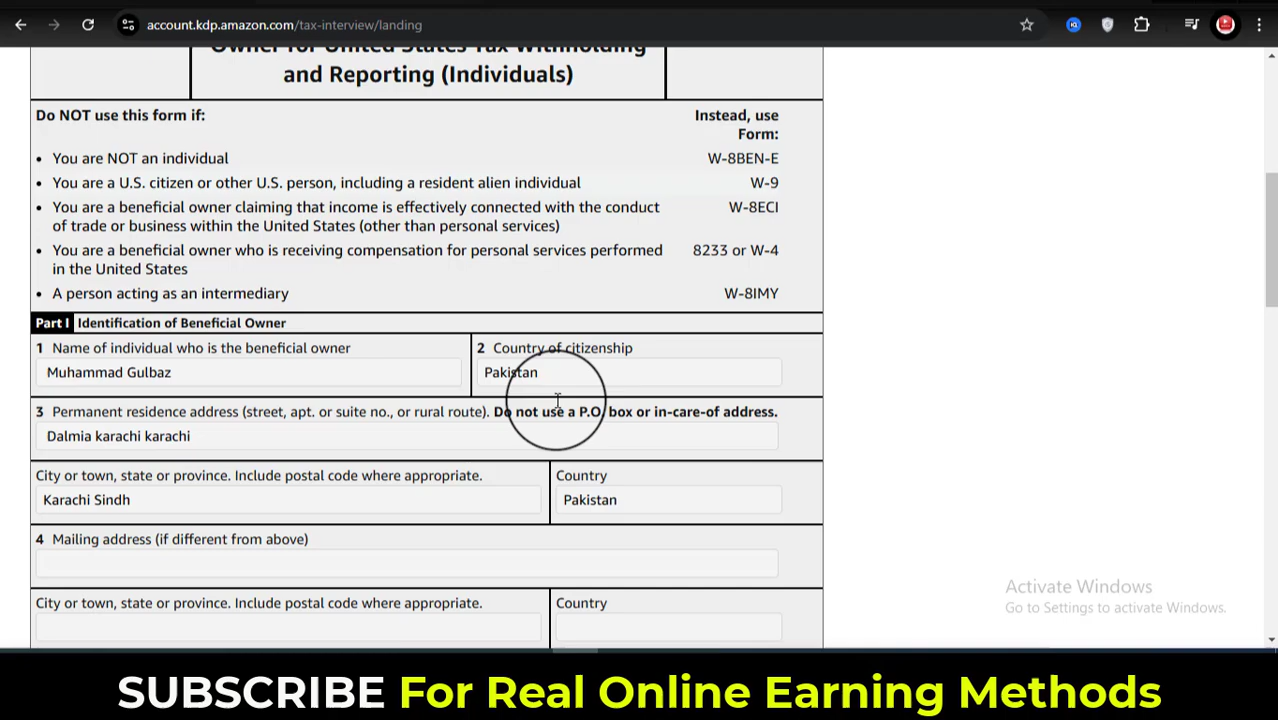 account.kdp.amazon.com/tax-interview/landing
Owner for United States Tax Withholding
and Reporting (Individuals)
Do NOT use this form if:
Instead, use
Form:
• You are NOT an individual
W-8BEN-E
• You are a U.S. citizen or other U.S. person, including a resident alien individual
W-9
• You are a beneficial owner claiming that income is effectively connected with the conduct
of trade or business within the United States (other than personal services)
W-8ECI
• You are a beneficial owner who is receiving compensation for personal services performed
in the United States
8233 or W-4
• A person acting as an intermediary
W-8IMY
Part I Identification of Beneficial Owner
1 Name of individual who is the beneficial owner
Muhammad Gulbaz
2 Country of citizenship
Pakistan
3 Permanent residence address (street, apt. or suite no., or rural route). Do not use a P.O. box or in-care-of address.
Dalmia karachi karachi
City or town, state or province. Include postal code where appropriate.
Karachi Sindh
Country
Pakistan
4 Mailing address (if different from above)
City or town, state or province. Include postal code where appropriate.
Country
Activate Windows
Go to Settings to activate Windows.
SUBSCRIBE For Real Online Earning Methods